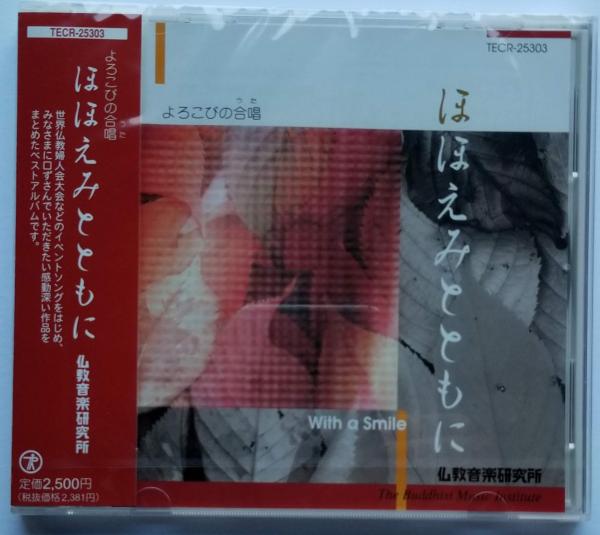 TECR-25303
よろこびの合唱
うた
ほほえみとともに
世界仏教婦人会大会などのイベントソングをはじめ、
みなさまに口ずさんでいただきたい感動深い作品を
まとめたベストアルバムです。
仏教音楽研究所
定価2,500円
(税抜価格2,381円)
TECR-25303
うた
よろこびの合唱
ほほえみとともに
With a Smile
仏教音楽研究所
The Buddhist Music Institute